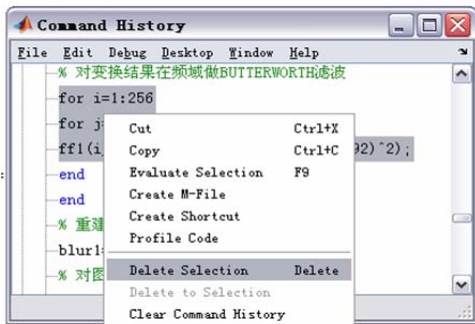 Command History
File Edit Debug Desktop Window Help
% 对变换结果在频域做BUTTERWORTH滤波
for i=1:256
for j=
ff1(i, 92)^2);
end
end
% 重建
blur1=
% 对图
Cut Ctrl+X
Copy Ctrl+C
Evaluate Selection F9
Create M-File
Create Shortcut
Profile Code
Delete Selection Delete
Delete to Selection
Clear Command History